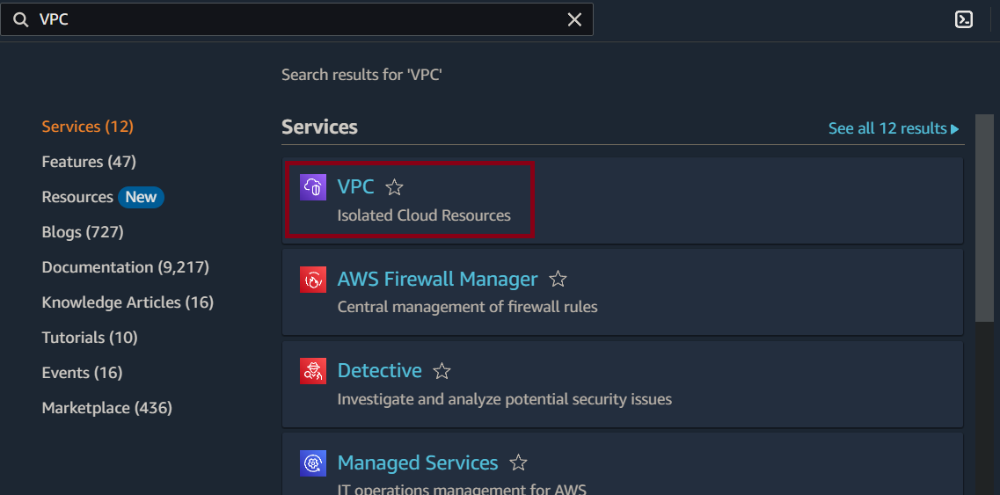 VPC
Search results for 'VPC'
Services (12)
Features (47)
Resources New
Blogs (727)
Documentation (9,217)
Knowledge Articles (16)
Tutorials (10)
Events (16)
Marketplace (436)
Services
See all 12 results
VPC
Isolated Cloud Resources
AWS Firewall Manager
Central management of firewall rules
Detective
Investigate and analyze potential security issues
Managed Services
IT operations management for AWS